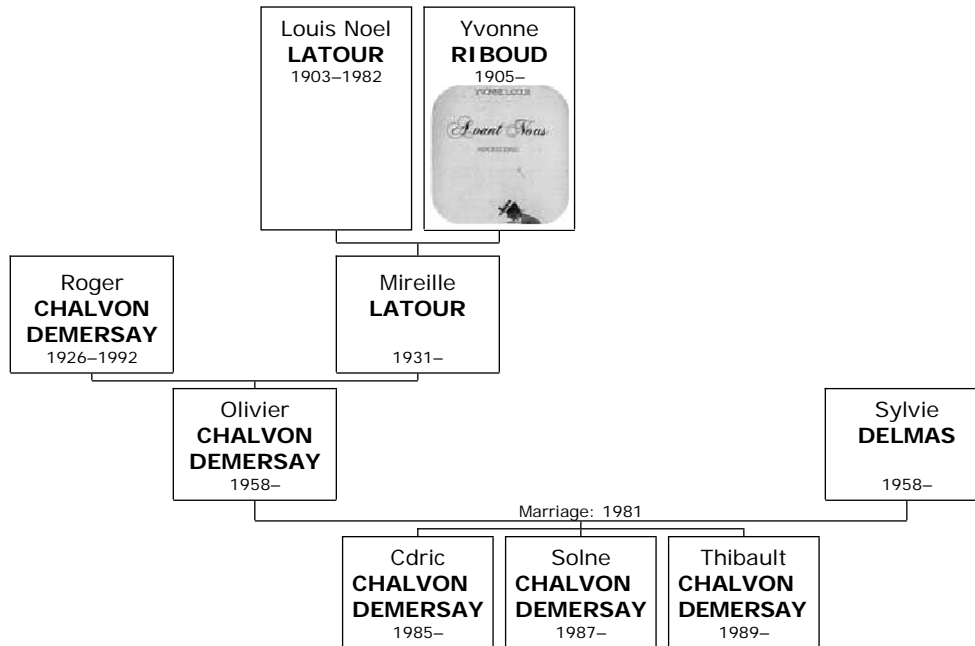 Louis Noel
LATOUR
1903–1982
Yvonne
RIBOUD
1905–
YVONNE LATOUR
Avant Nous
Roger
CHALVON
DEMERSAY
1926–1992
Mireille
LATOUR
1931–
Olivier
CHALVON
DEMERSAY
1958–
Sylvie
DELMAS
1958–
Marriage: 1981
Cdric
CHALVON
DEMERSAY
1985–
Solne
CHALVON
DEMERSAY
1987–
Thibault
CHALVON
DEMERSAY
1989–